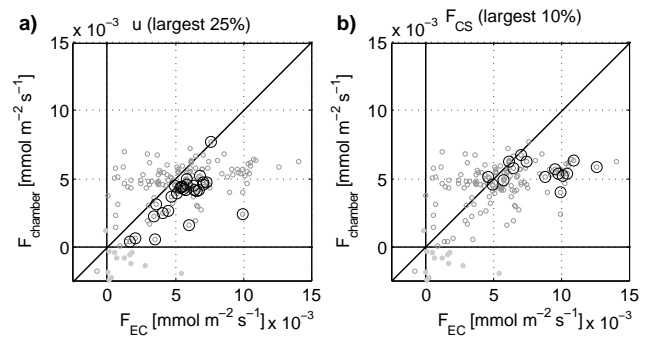 a) x 10⁻³ u (largest 25%)
15
10
5
0
F_chamber [mmol m⁻² s⁻¹]
0 5 10 15
F_EC [mmol m⁻² s⁻¹] x 10⁻³
b) x 10⁻³ F_CS (largest 10%)
15
10
5
0
F_chamber [mmol m⁻² s⁻¹]
0 5 10 15
F_EC [mmol m⁻² s⁻¹] x 10⁻³